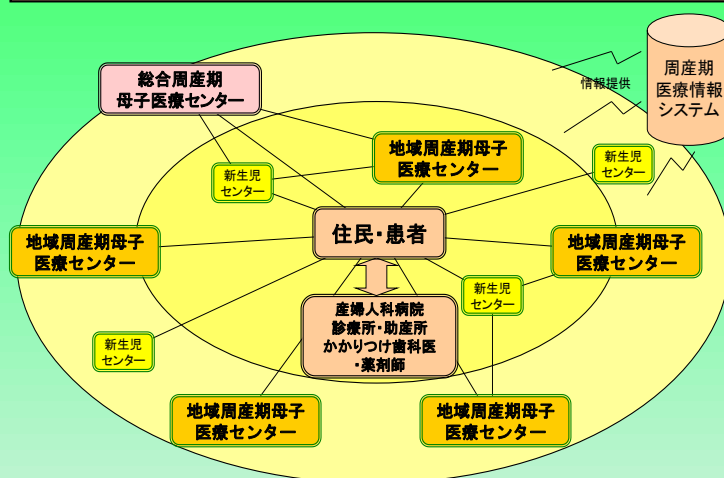 総合周産期
母子医療センター
周産期
医療情報
システム
情報提供
地域周産期母子
医療センター
新生児
センター
新生児
センター
住民・患者
地域周産期母子
医療センター
地域周産期母子
医療センター
新生児
センター
産婦人科病院
診療所・助産所
かかりつけ歯科医
・薬剤師
新生児
センター
地域周産期母子
医療センター
地域周産期母子
医療センター